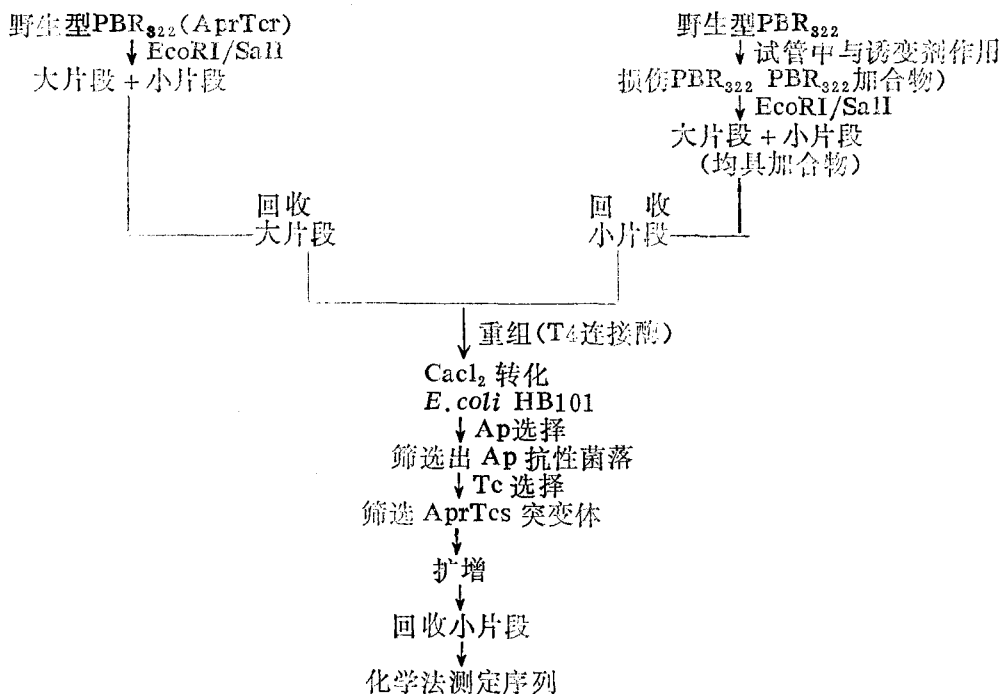 野生型PBR₃₂₂(AprTcr)
EcoRI/SalI
大片段 + 小片段
野生型PBR₃₂₂
试管中与诱变剂作用
损伤PBR₃₂₂ PBR₃₂₂加合物)
EcoRI/SalI
大片段 + 小片段
(均具加合物)
回收
大片段
回 收
小片段
重组(T4连接酶)
Cacl₂ 转化
E.coli HB101
Ap选择
筛选出 Ap 抗性菌落
Tc 选择
筛选 AprTcs 突变体
扩增
回收小片段
化学法测定序列